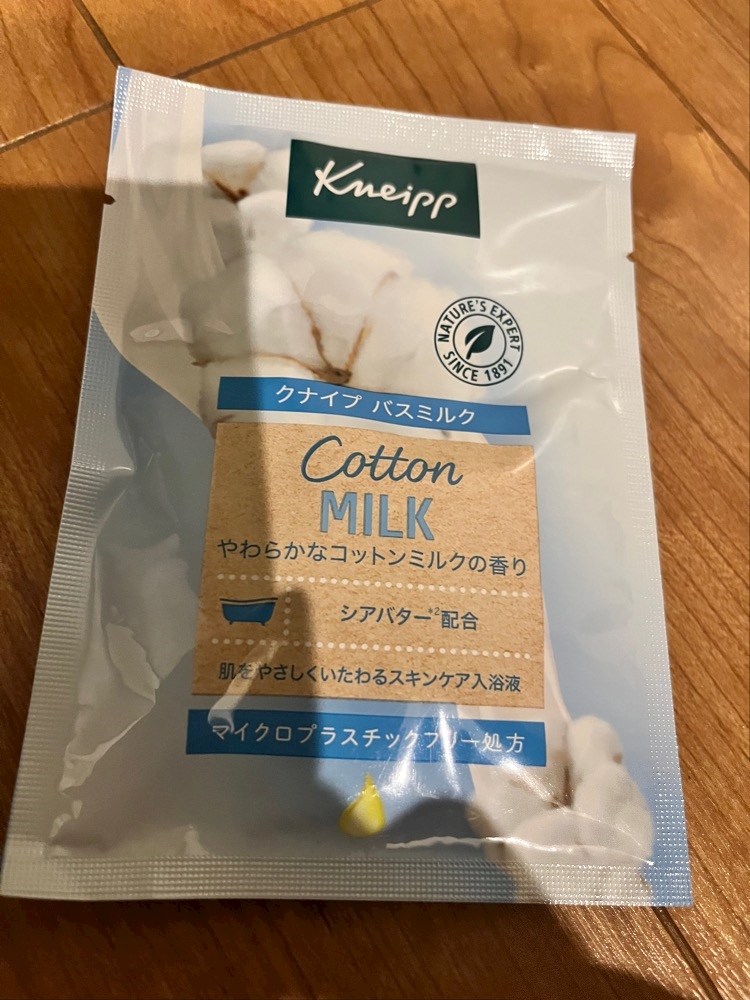 Kneipp
NATURE'S EXPERT
SINCE 1891
クナイプ バスミルク
Cotton
MILK
やわらかなコットンミルクの香り
シアバター※2配合
肌をやさしくいたわるスキンケア入浴液
マイクロプラスチックフリー処方